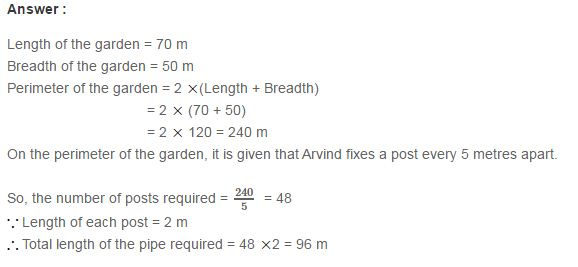 Answer :
Length of the garden = 70 m
Breadth of the garden = 50 m
Perimeter of the garden = 2 ×(Length + Breadth)
= 2 × (70 + 50)
= 2 × 120 = 240 m
On the perimeter of the garden, it is given that Arvind fixes a post every 5 metres apart.
So, the number of posts required = 240/5 = 48
∵ Length of each post = 2 m
∴ Total length of the pipe required = 48 ×2 = 96 m